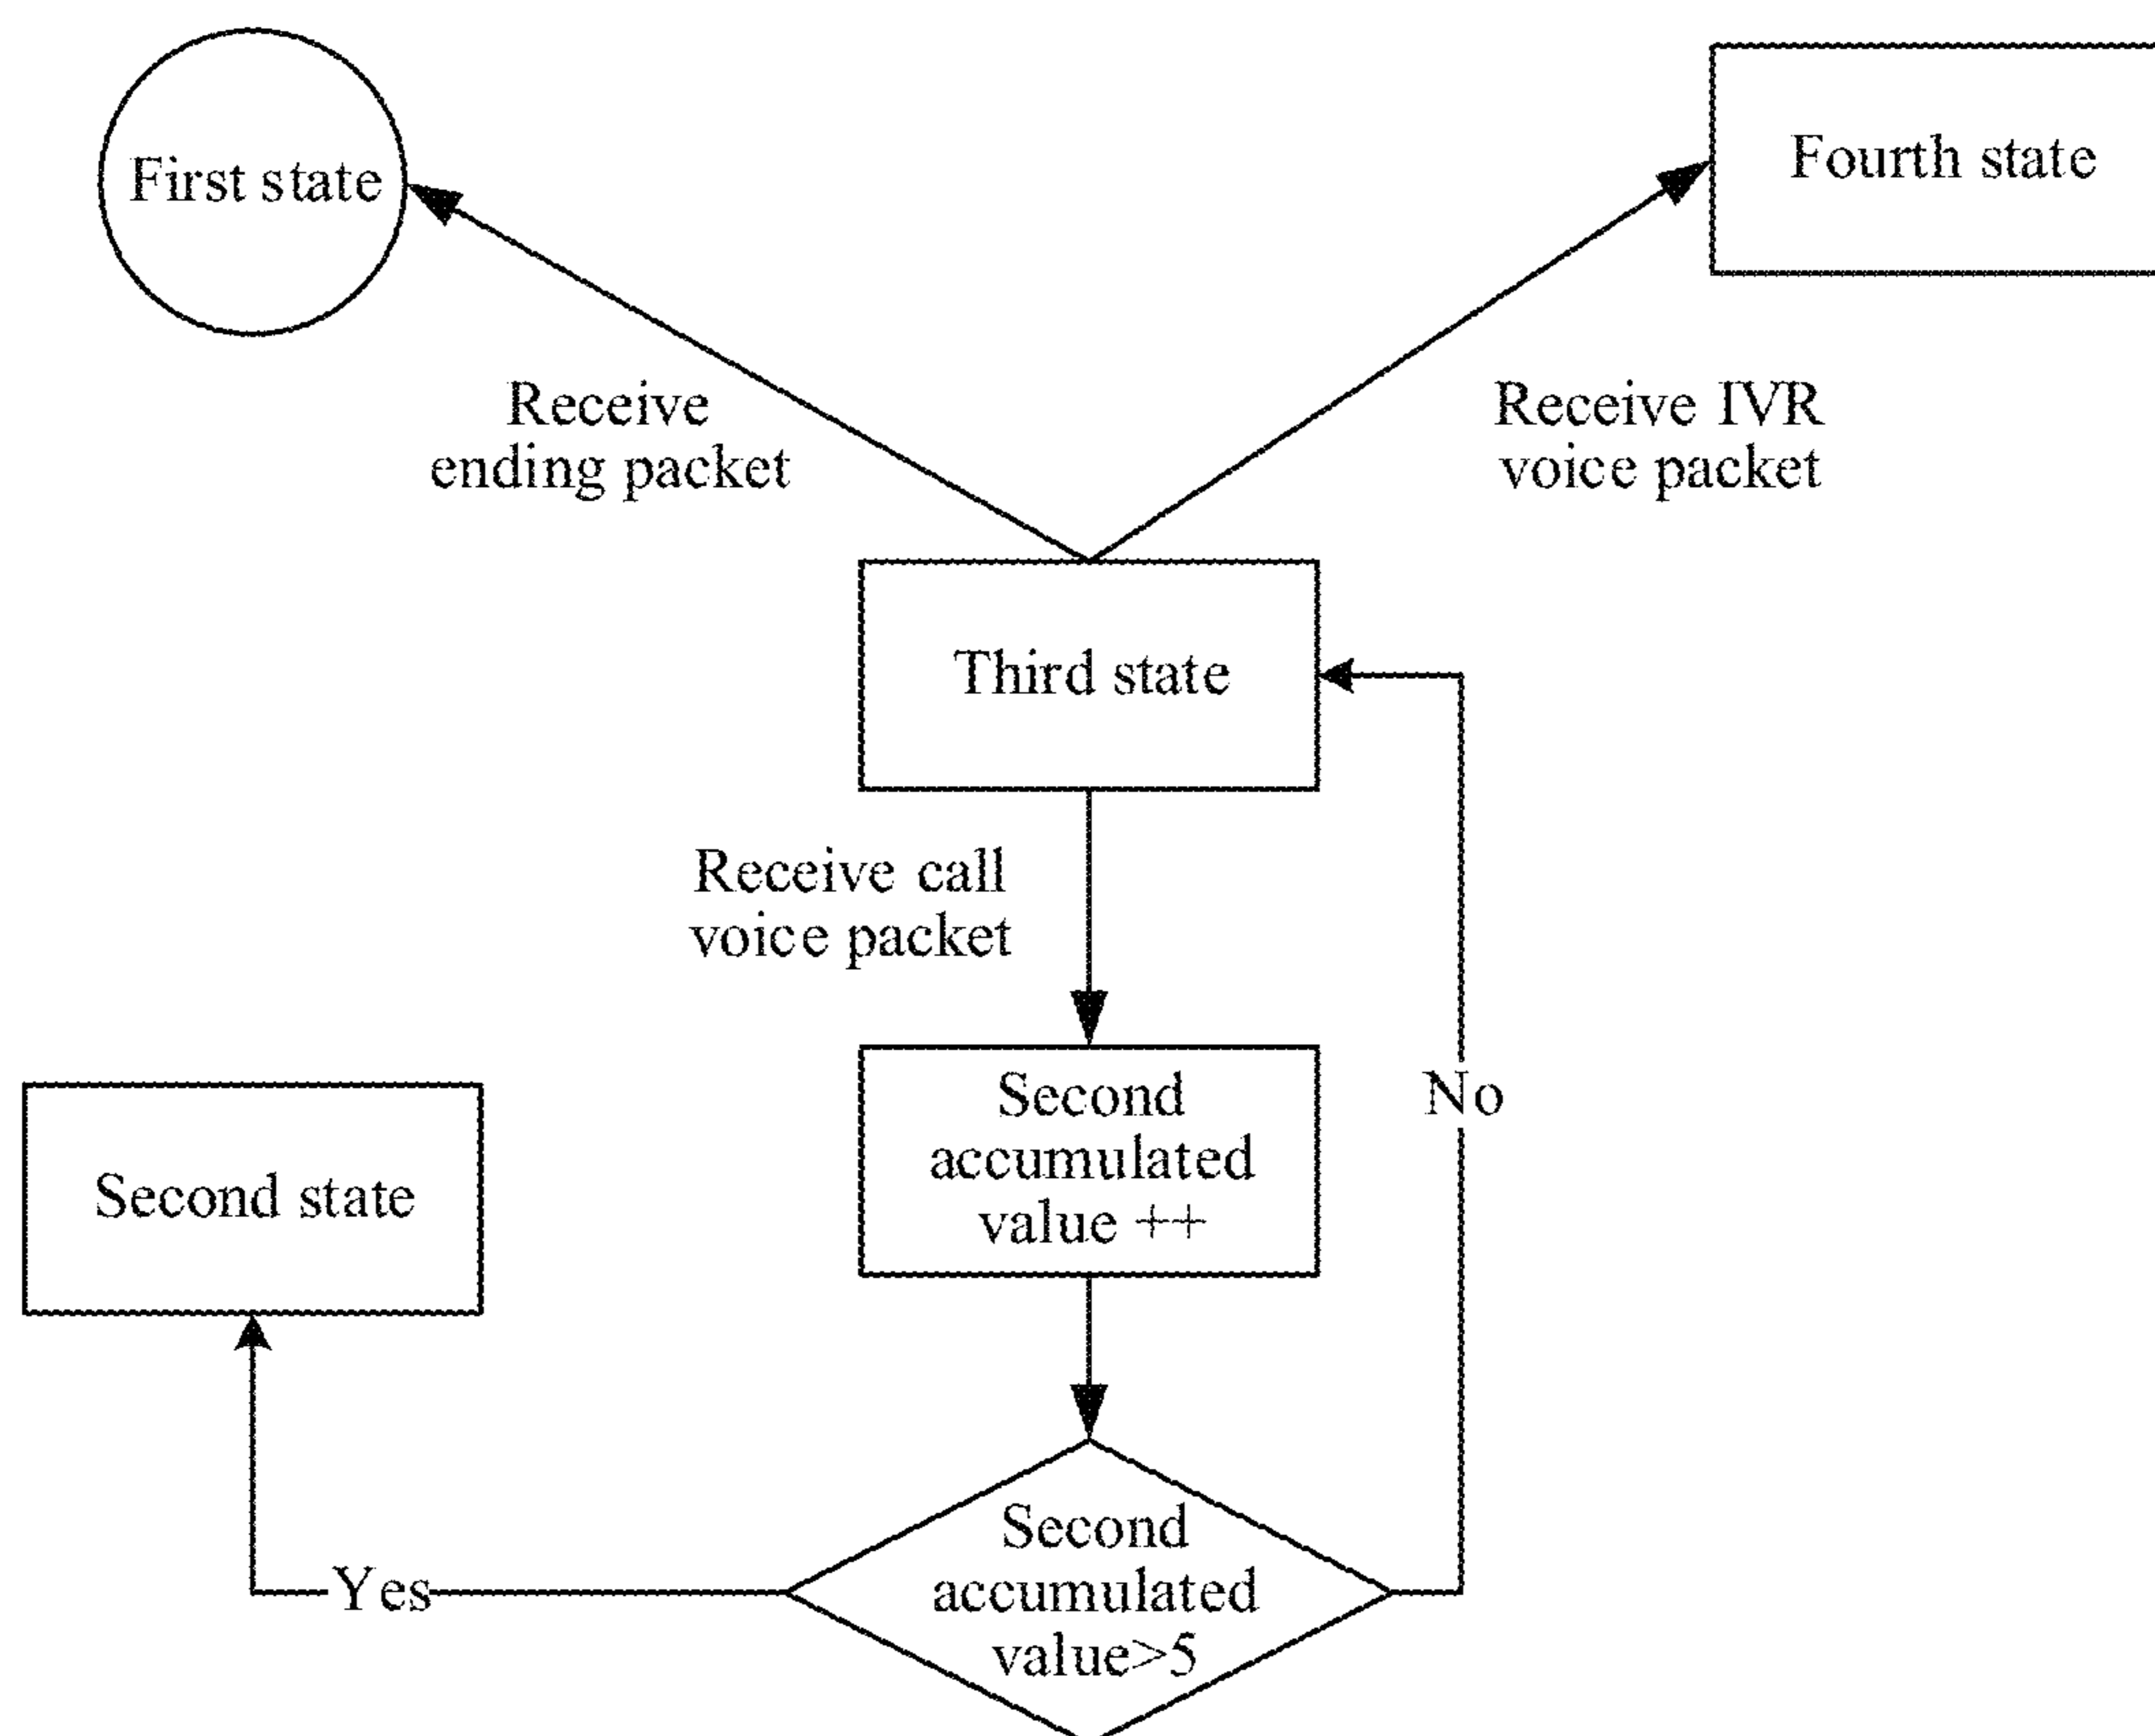 First state
Fourth state
Receive
ending packet
Receive IVR
voice packet
Third state
Receive call
voice packet
Second
accumulated
value ++
No
Second state
Second
accumulated
value>5
Yes